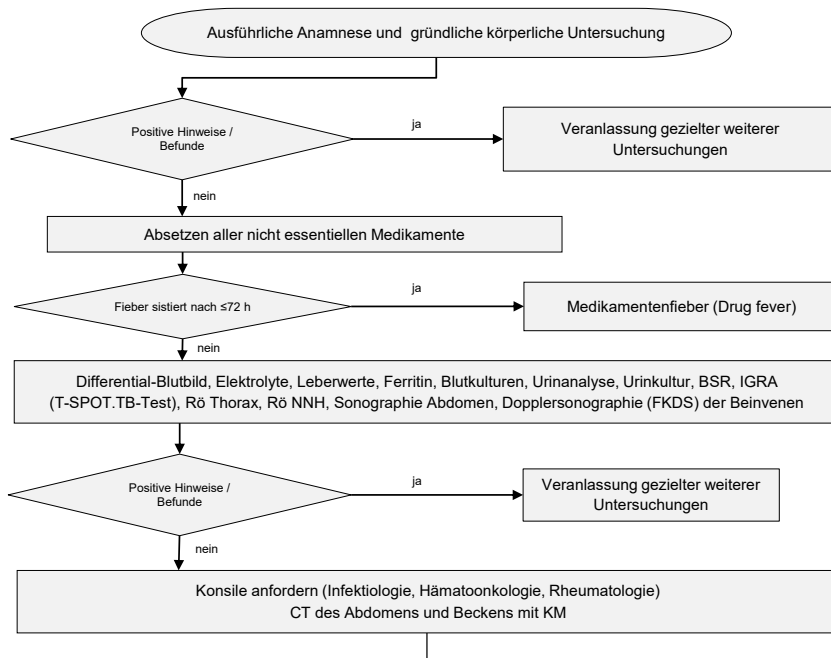 Ausführliche Anamnese und gründliche körperliche Untersuchung
Positive Hinweise /
Befunde
ja
Veranlassung gezielter weiterer
Untersuchungen
nein
Absetzen aller nicht essentiellen Medikamente
Fieber sistiert nach ≤72 h
ja
Medikamentenfieber (Drug fever)
nein
Differential-Blutbild, Elektrolyte, Leberwerte, Ferritin, Blutkulturen, Urinanalyse, Urinkultur, BSR, IGRA
(T-SPOT.TB-Test), Rö Thorax, Rö NNH, Sonographie Abdomen, Dopplersonographie (FKDS) der Beinvenen
Positive Hinweise /
Befunde
ja
Veranlassung gezielter weiterer
Untersuchungen
nein
Konsile anfordern (Infektiologie, Hämatoonkologie, Rheumatologie)
CT des Abdomens und Beckens mit KM